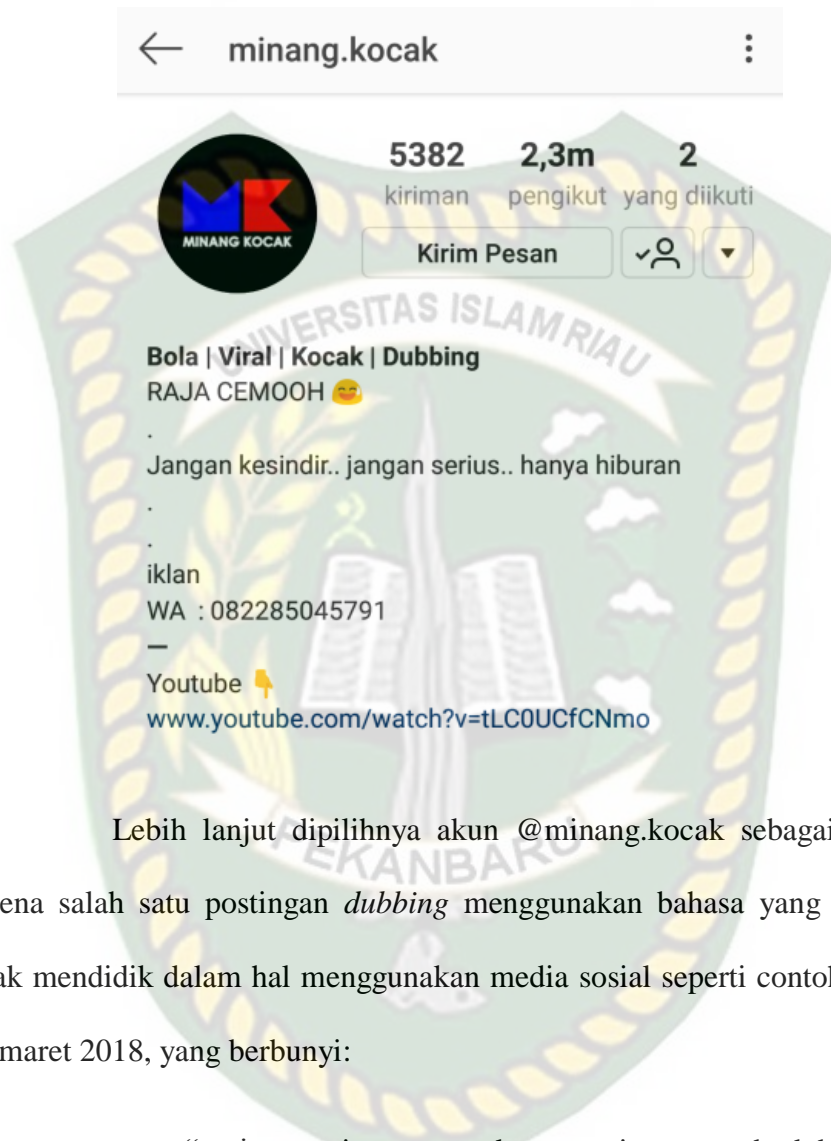 minang.kocak
5382 2,3m 2
kiriman pengikut yang diikuti
MINANG KOCAK
Kirim Pesan
UNIVERSITAS ISLAM RIAU
Bola | Viral | Kocak | Dubbing
RAJA CEMOOH 😅
.
Jangan kesindir.. jangan serius.. hanya hiburan
.
.
iklan
WA : 082285045791
—
Youtube 👇
www.youtube.com/watch?v=tLC0UCfCNmo
PEKANBARU
Lebih lanjut dipilihnya akun @minang.kocak sebagai
ena salah satu postingan dubbing menggunakan bahasa yang
ak mendidik dalam hal menggunakan media sosial seperti contoh
maret 2018, yang berbunyi: